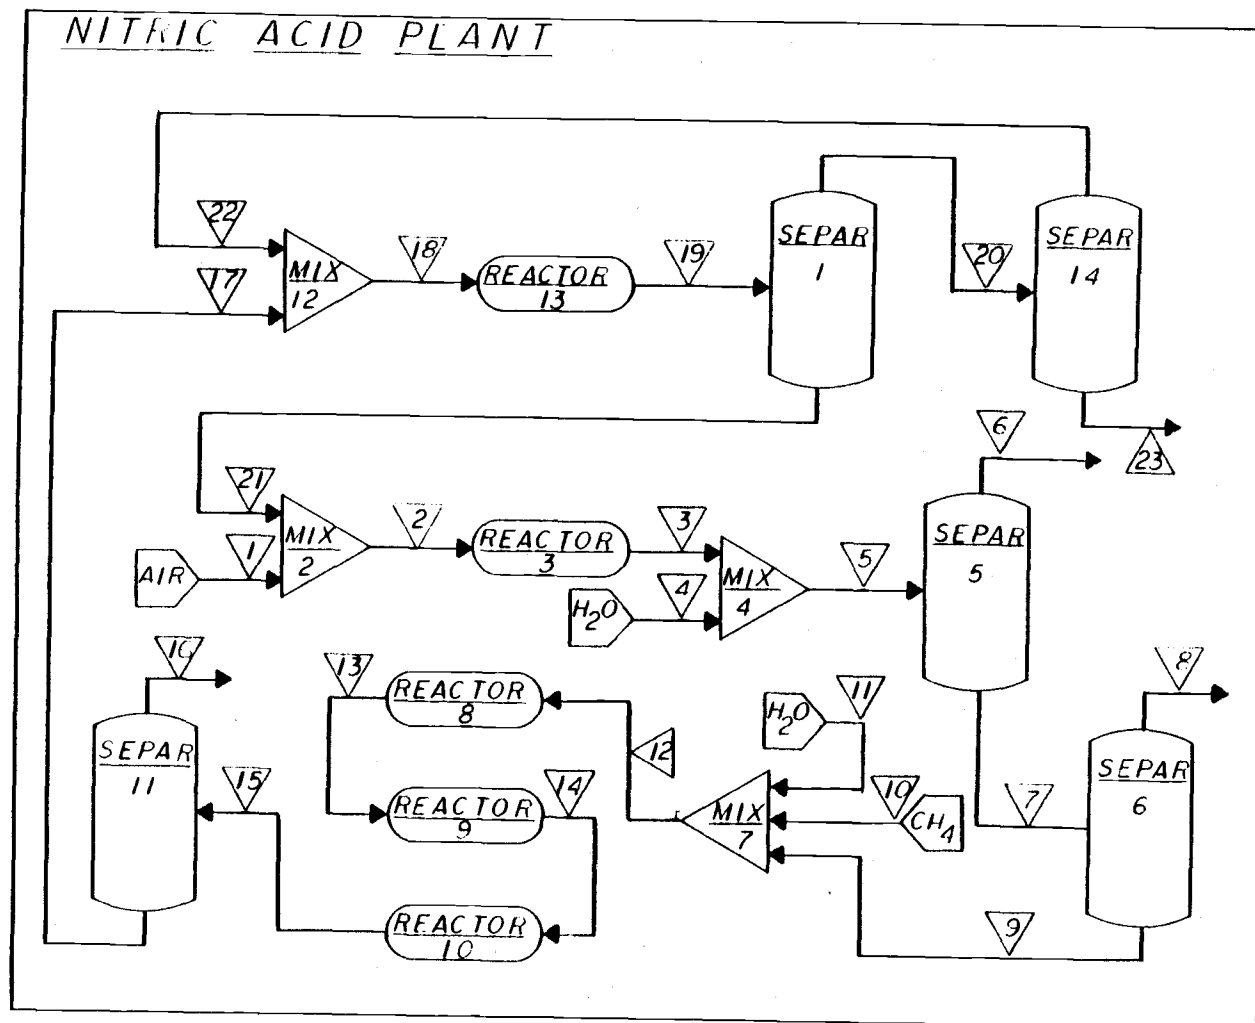 NITRIC ACID PLANT
22
17
MIX
12
18
REACTOR
13
19
SEPAR
1
20
SEPAR
14
23
21
1
AIR
MIX
2
2
REACTOR
3
3
4
H2O
MIX
4
5
SEPAR
5
6
7
SEPAR
6
8
9
H2O
11
10
CH4
MIX
7
12
REACTOR
8
13
REACTOR
9
14
REACTOR
10
15
SEPAR
11
16